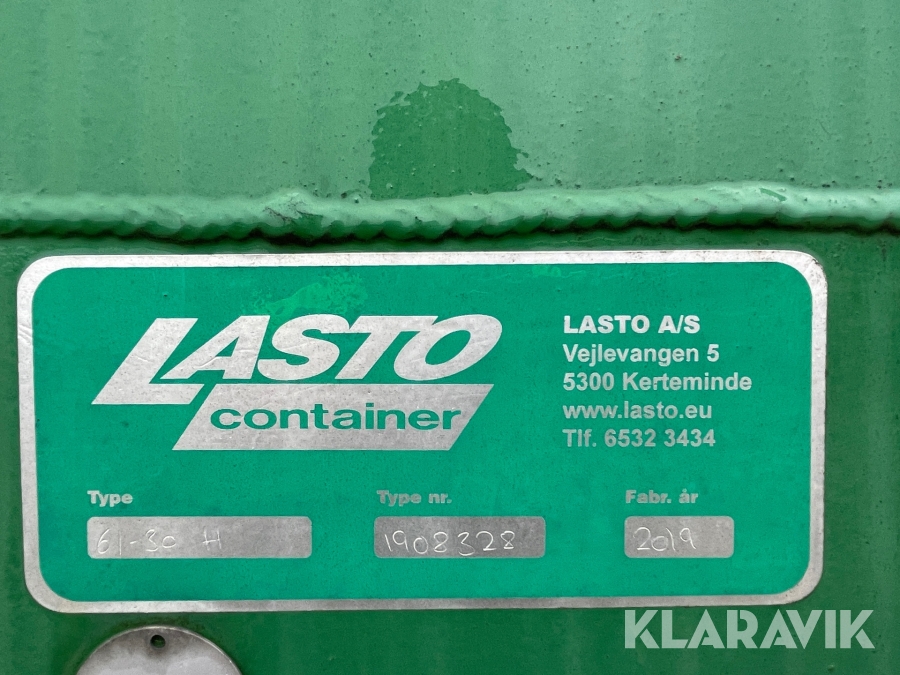 LASTO
container
LASTO A/S
Vejlevangen 5
5300 Kerteminde
www.lasto.eu
Tlf. 6532 3434
Type
Type nr.
Fabr. år
61-30 H
1908328
2019
KLARAVIK